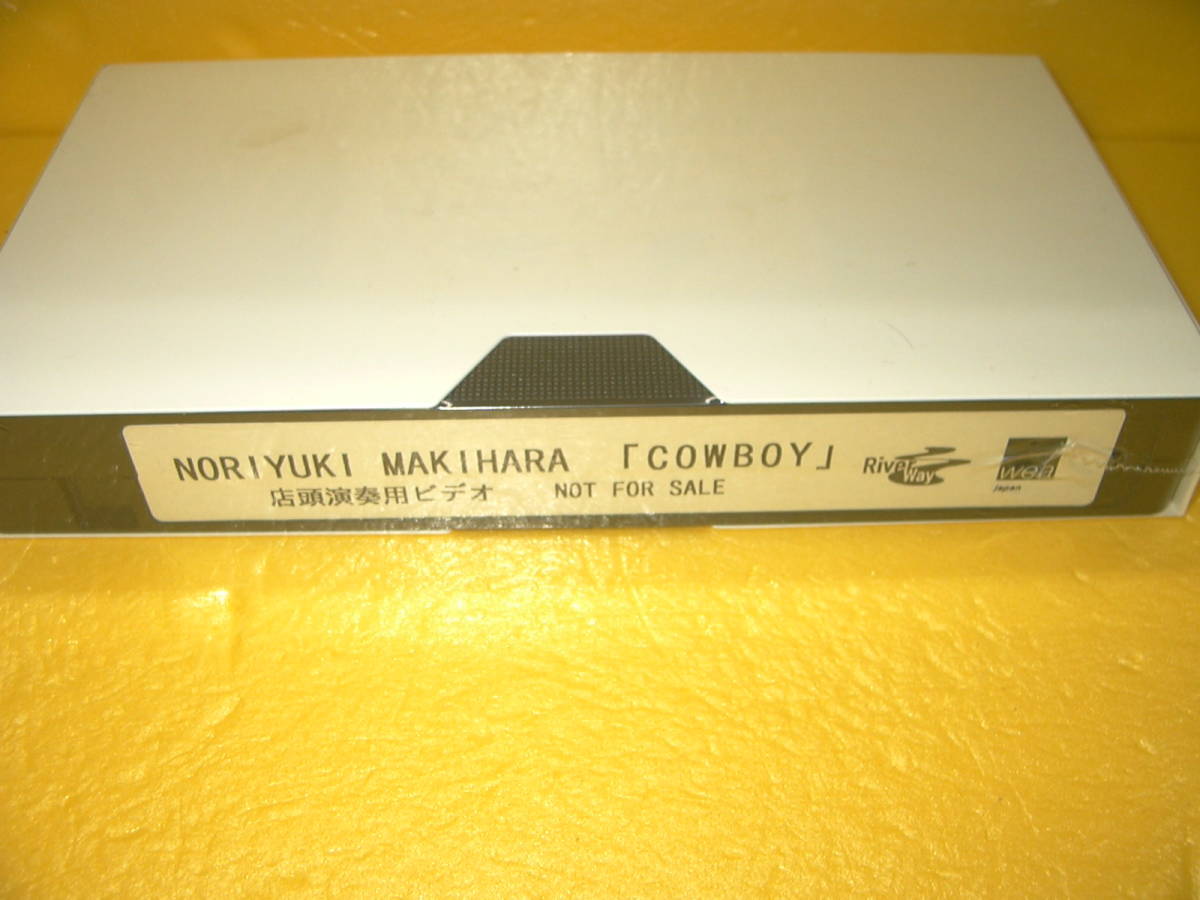 NORIYUKI MAKIHARA 「COWBOY」
店頭演奏用ビデオ NOT FOR SALE
River Way
wea
japan